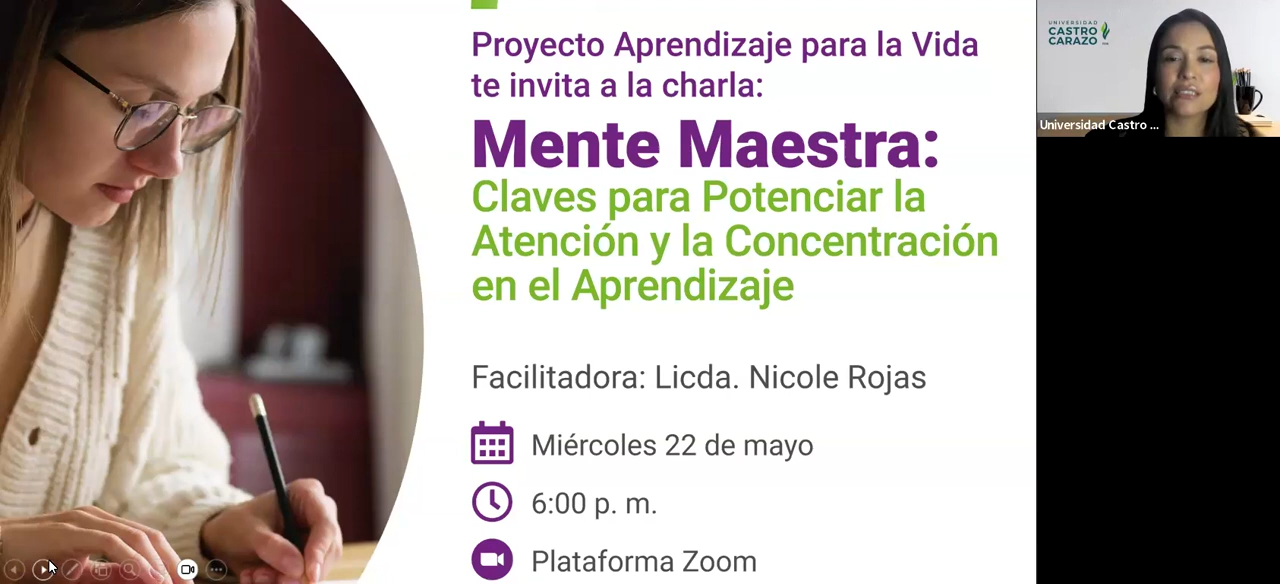 Proyecto Aprendizaje para la Vida
te invita a la charla:
Mente Maestra:
Claves para Potenciar la
Atención y la Concentración
en el Aprendizaje
Facilitadora: Licda. Nicole Rojas
Miércoles 22 de mayo
6:00 p. m.
Plataforma Zoom
UNIVERSIDAD
CASTRO
CARAZO
Universidad Castro ...